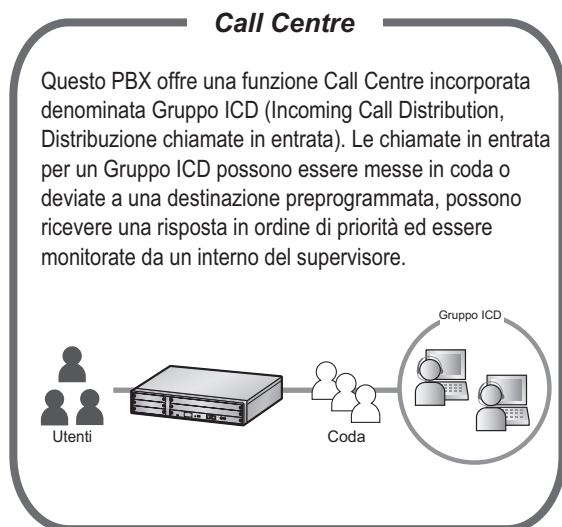 Call Centre
Questo PBX offre una funzione Call Centre incorporata
denominata Gruppo ICD (Incoming Call Distribution,
Distribuzione chiamate in entrata). Le chiamate in entrata
per un Gruppo ICD possono essere messe in coda o
deviate a una destinazione preprogrammata, possono
ricevere una risposta in ordine di priorità ed essere
monitorate da un interno del supervisore.
Gruppo ICD
Utenti
Coda